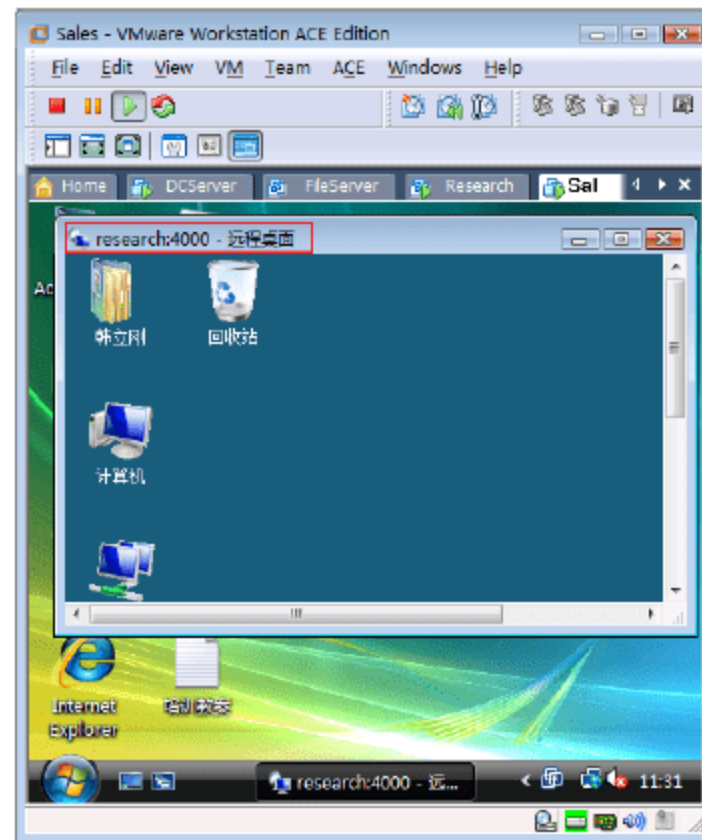 Sales - VMware Workstation ACE Edition
File Edit View VM Team ACE Windows Help
Home DCServer FileServer Research Sal
research:4000 - 远程桌面
Ac
韩立刚 回收站
计算机
Internet Explorer
培训教案
research:4000 - 远...
11:31